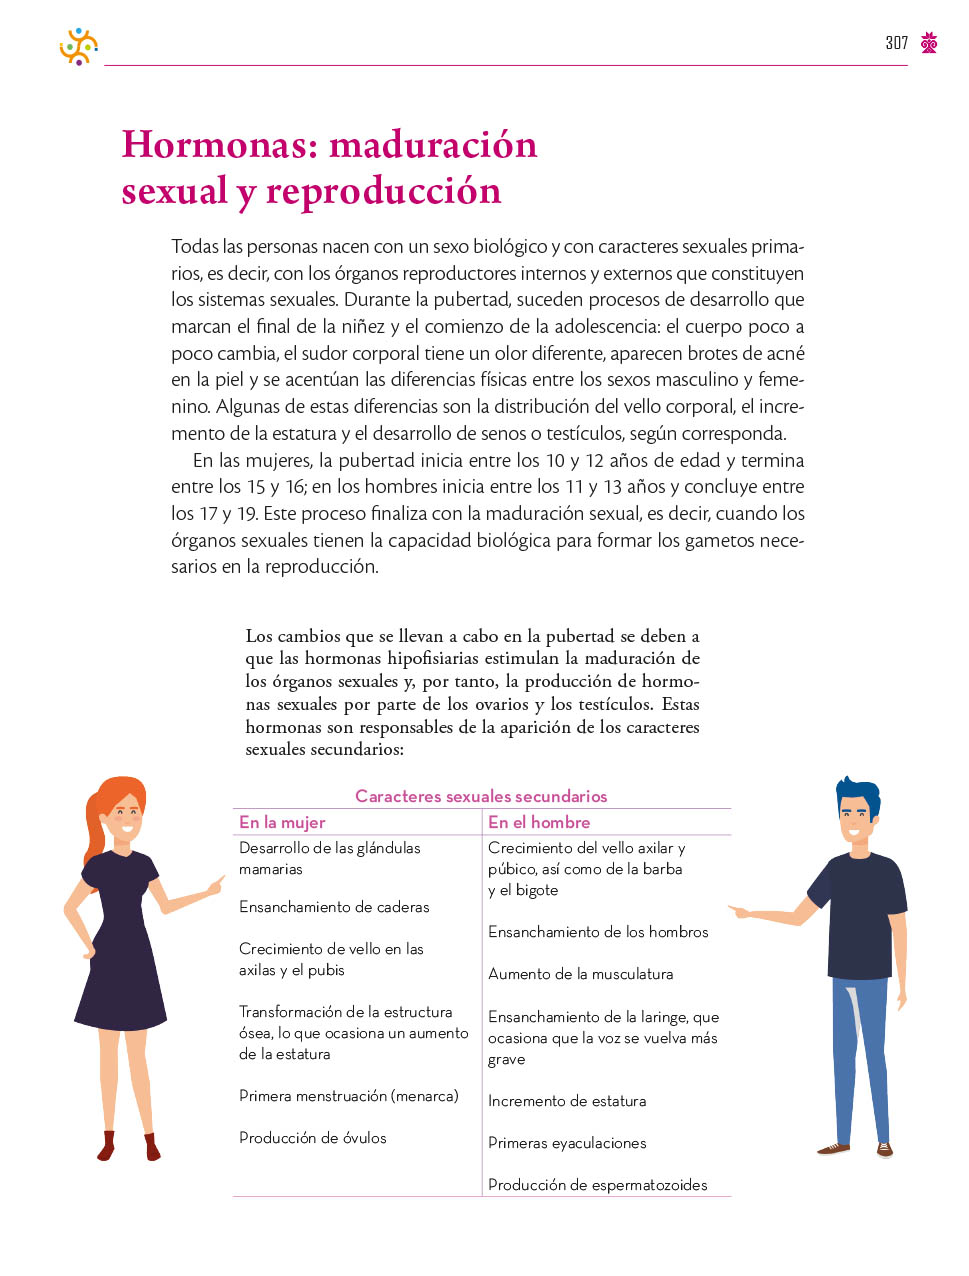 307
Hormonas: maduración
sexual y reproducción
Todas las personas nacen con un sexo biológico y con caracteres sexuales prima-
rios, es decir, con los órganos reproductores internos y externos que constituyen
los sistemas sexuales. Durante la pubertad, suceden procesos de desarrollo que
marcan el final de la niñez y el comienzo de la adolescencia: el cuerpo poco a
poco cambia, el sudor corporal tiene un olor diferente, aparecen brotes de acné
en la piel y se acentúan las diferencias físicas entre los sexos masculino y feme-
nino. Algunas de estas diferencias son la distribución del vello corporal, el incre-
mento de la estatura y el desarrollo de senos o testículos, según corresponda.
En las mujeres, la pubertad inicia entre los 10 y 12 años de edad y termina
entre los 15 y 16; en los hombres inicia entre los 11 y 13 años y concluye entre
los 17 y 19. Este proceso finaliza con la maduración sexual, es decir, cuando los
órganos sexuales tienen la capacidad biológica para formar los gametos nece-
sarios en la reproducción.
Los cambios que se llevan a cabo en la pubertad se deben a
que las hormonas hipofisiarias estimulan la maduración de
los órganos sexuales y, por tanto, la producción de hormo-
nas sexuales por parte de los ovarios y los testículos. Estas
hormonas son responsables de la aparición de los caracteres
sexuales secundarios:
Caracteres sexuales secundarios
En la mujer
Desarrollo de las glándulas
mamarias
Ensanchamiento de caderas
Crecimiento de vello en las
axilas y el pubis
Transformación de la estructura
ósea, lo que ocasiona un aumento
de la estatura
Primera menstruación (menarca)
Producción de óvulos
En el hombre
Crecimiento del vello axilar y
púbico, así como de la barba
y el bigote
Ensanchamiento de los hombros
Aumento de la musculatura
Ensanchamiento de la laringe, que
ocasiona que la voz se vuelva más
grave
Incremento de estatura
Primeras eyaculaciones
Producción de espermatozoides